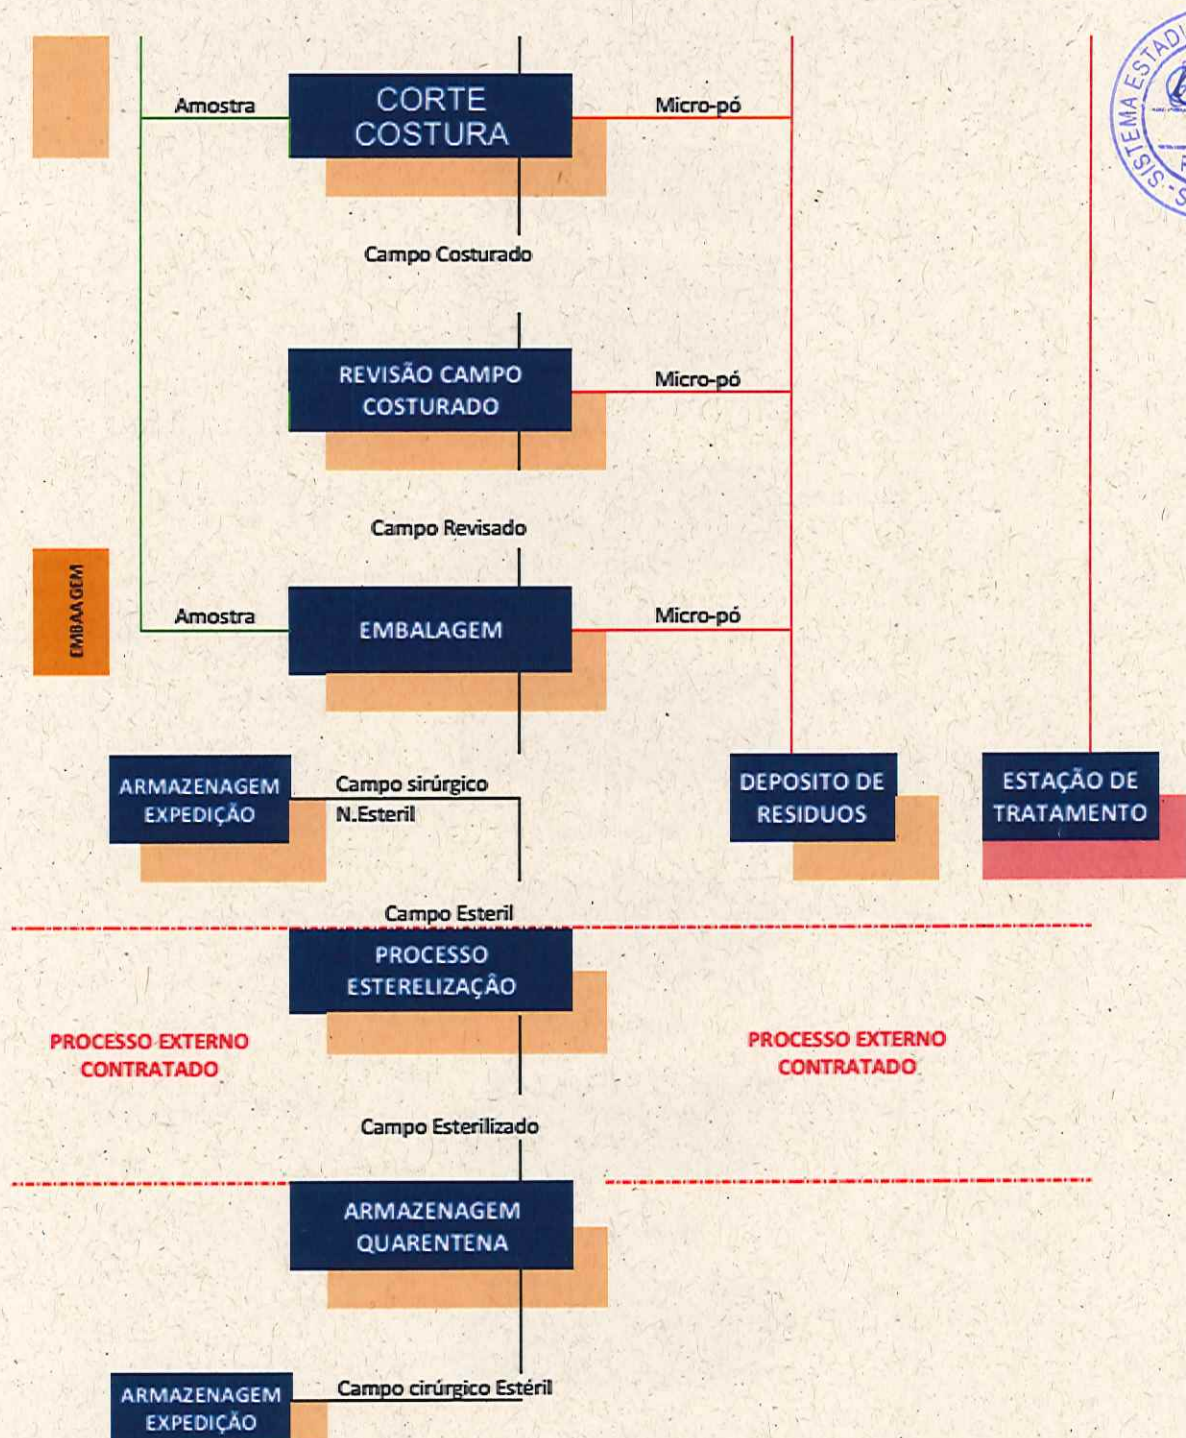 SISTEMA ESTADI
Amostra
CORTE
COSTURA
Micro-pó
Campo Costurado
REVISÃO CAMPO
COSTURADO
Micro-pó
Campo Revisado
EMBAAGEM
Amostra
EMBALAGEM
Micro-pó
ARMAZENAGEM
EXPEDIÇÃO
Campo sirúrgico
N.Esteril
DEPOSITO DE
RESIDUOS
ESTAÇÃO DE
TRATAMENTO
Campo Esteril
PROCESSO
ESTERELIZAÇÃO
PROCESSO EXTERNO
CONTRATADO
PROCESSO EXTERNO
CONTRATADO
Campo Esterilizado
ARMAZENAGEM
QUARENTENA
ARMAZENAGEM
EXPEDIÇÃO
Campo cirúrgico Estéril